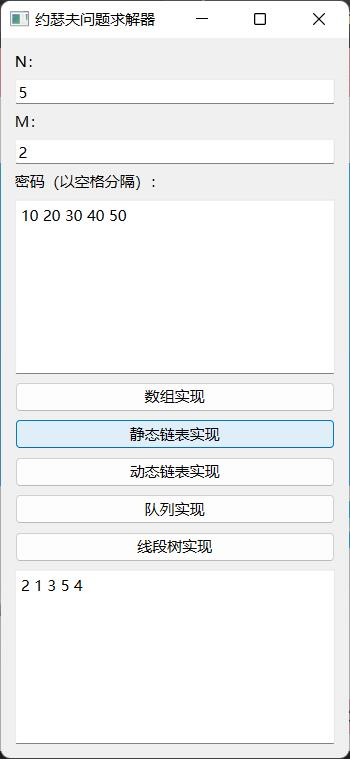 约瑟夫问题求解器
N：
5
M：
2
密码（以空格分隔）：
10 20 30 40 50
数组实现
静态链表实现
动态链表实现
队列实现
线段树实现
2 1 3 5 4